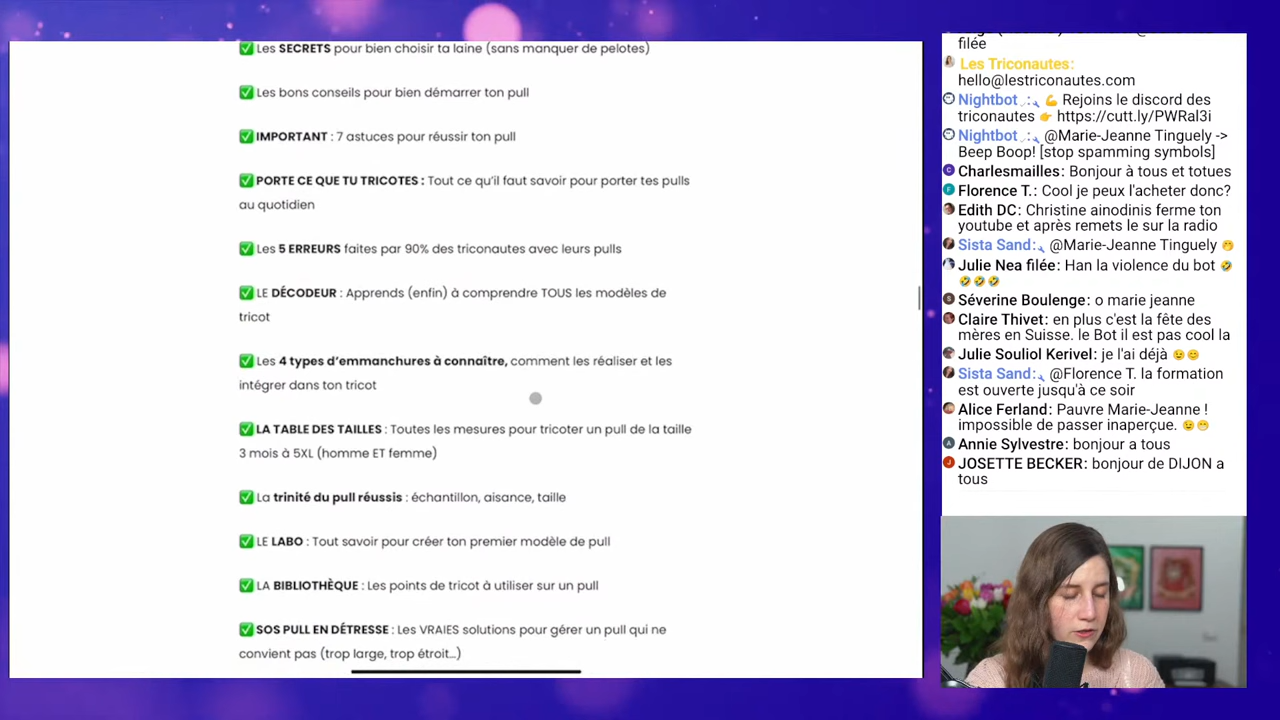 ✅ Les SECRETS pour bien choisir ta laine (sans manquer de pelotes)
✅ Les bons conseils pour bien démarrer ton pull
✅ IMPORTANT : 7 astuces pour réussir ton pull
✅ PORTE CE QUE TU TRICOTES : Tout ce qu'il faut savoir pour porter tes pulls
au quotidien
✅ Les 5 ERREURS faites par 90% des triconautes avec leurs pulls
✅ LE DÉCODEUR : Apprends (enfin) à comprendre TOUS les modèles de
tricot
✅ Les 4 types d'emmanchures à connaître, comment les réaliser et les
intégrer dans ton tricot
✅ LA TABLE DES TAILLES : Toutes les mesures pour tricoter un pull de la taille
3 mois à 5XL (homme ET femme)
✅ La trinité du pull réussis : échantillon, aisance, taille
✅ LE LABO : Tout savoir pour créer ton premier modèle de pull
✅ LA BIBLIOTHÈQUE : Les points de tricot à utiliser sur un pull
✅ SOS PULL EN DÉTRESSE : Les VRAIES solutions pour gérer un pull qui ne
convient pas (trop large, trop étroit…)
filée
Les Triconautes:
hello@lestriconautes.com
Nightbot: 💪 Rejoins le discord des
triconautes 👉 https://cutt.ly/PWRal3i
Nightbot: @Marie-Jeanne Tinguely ->
Beep Boop! [stop spamming symbols]
Charlesmailles: Bonjour à tous et totues
Florence T.: Cool je peux l'acheter donc?
Edith DC: Christine ainodinis ferme ton
youtube et après remets le sur la radio
Sista Sand: @Marie-Jeanne Tinguely 🤭
Julie Nea filée: Han la violence du bot 🤣
🤣🤣🤣
Séverine Boulenge: o marie jeanne
Claire Thivet: en plus c'est la fête des
mères en Suisse. le Bot il est pas cool la
Julie Souliol Kerivel: je l'ai déjà 😉😊
Sista Sand: @Florence T. la formation
est ouverte jusqu'à ce soir
Alice Ferland: Pauvre Marie-Jeanne !
impossible de passer inaperçue. 😉😁
Annie Sylvestre: bonjour a tous
JOSETTE BECKER: bonjour de DIJON a
tous